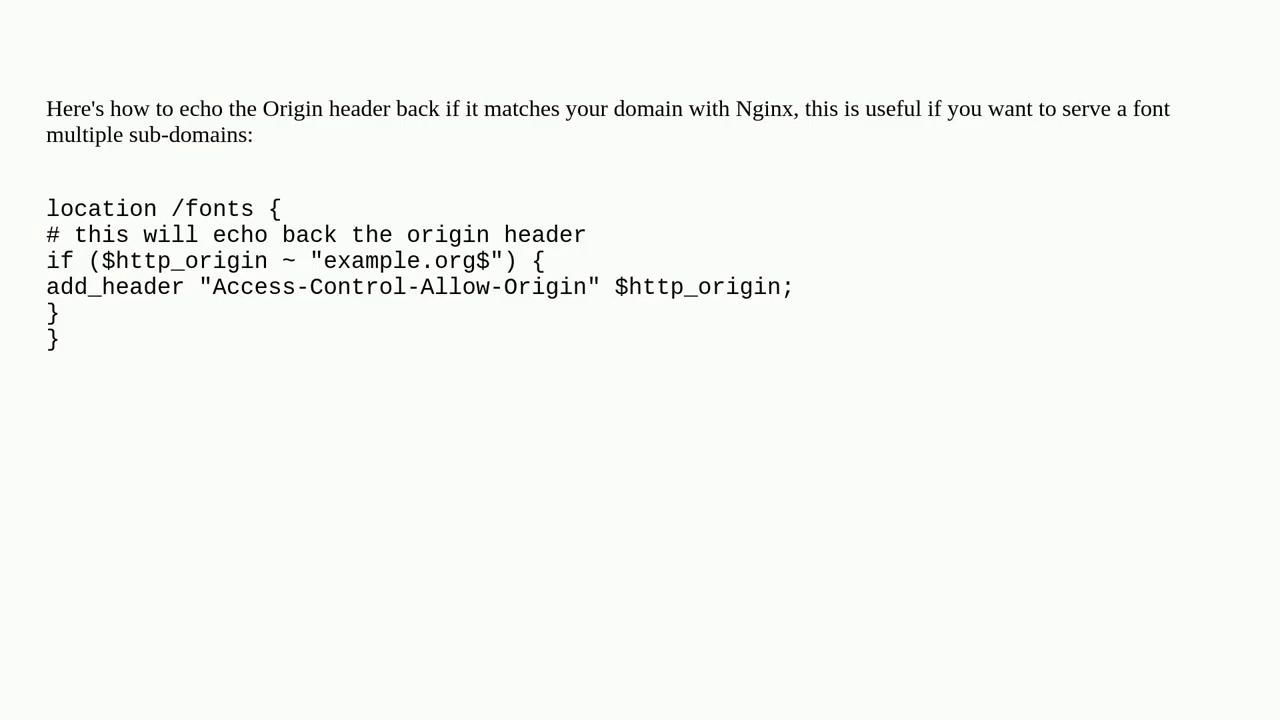 Here's how to echo the Origin header back if it matches your domain with Nginx, this is useful if you want to serve a font
multiple sub-domains:
location /fonts {
# this will echo back the origin header
if ($http_origin ~ "example.org$") {
add_header "Access-Control-Allow-Origin" $http_origin;
}
}